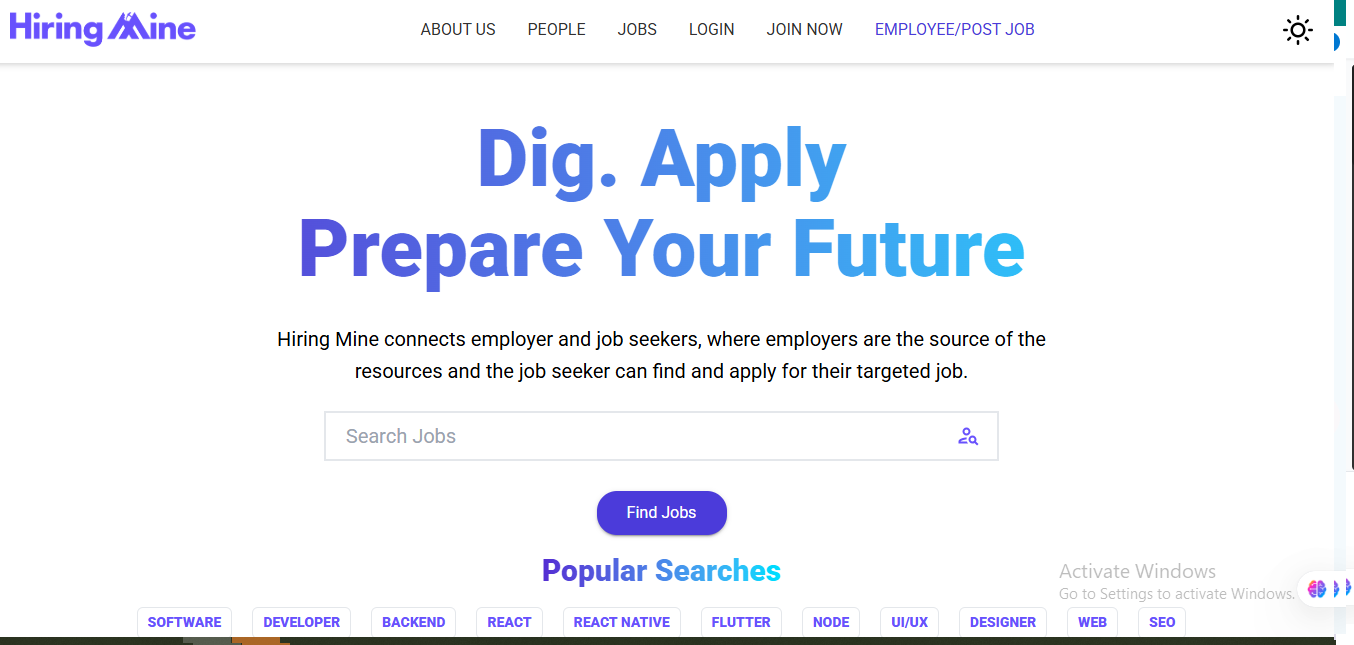 Hiring Mine
ABOUT US PEOPLE JOBS LOGIN JOIN NOW EMPLOYEE/POST JOB
Dig. Apply
Prepare Your Future
Hiring Mine connects employer and job seekers, where employers are the source of the
resources and the job seeker can find and apply for their targeted job.
Search Jobs
Find Jobs
Popular Searches
Activate Windows
Go to Settings to activate Windows.
SOFTWARE DEVELOPER BACKEND REACT REACT NATIVE FLUTTER NODE UI/UX DESIGNER WEB SEO